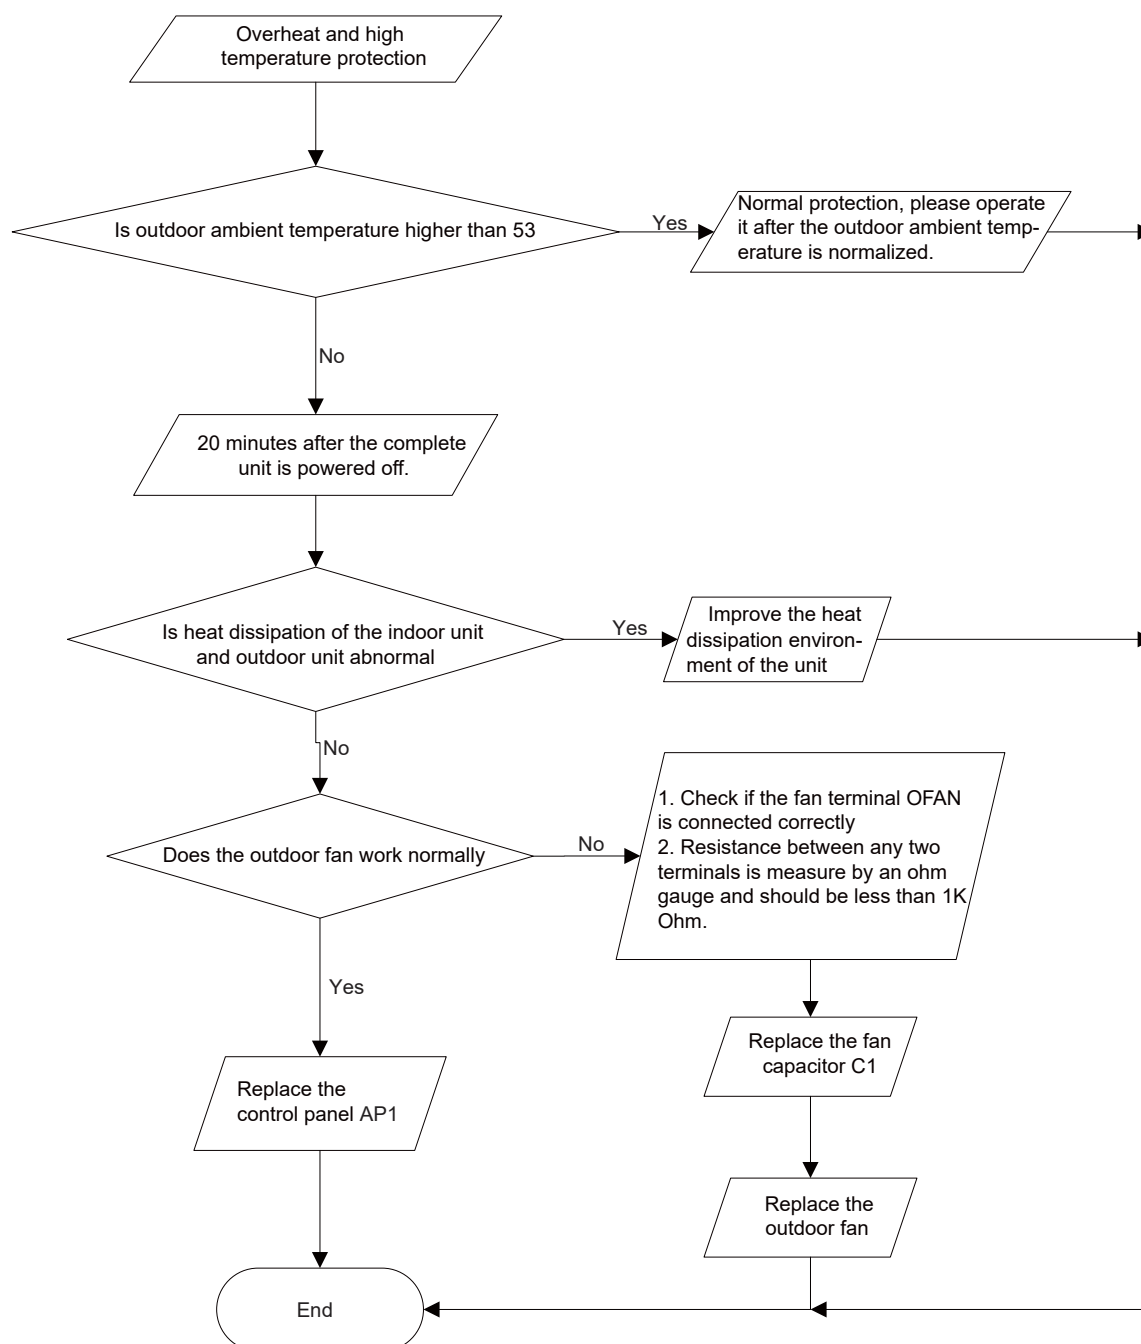 Overheat and high
temperature protection
Is outdoor ambient temperature higher than 53
Yes
Normal protection, please operate
it after the outdoor ambient temp-
erature is normalized.
No
20 minutes after the complete
unit is powered off.
Is heat dissipation of the indoor unit
and outdoor unit abnormal
Yes
Improve the heat
dissipation environ-
ment of the unit
No
Does the outdoor fan work normally
No
1. Check if the fan terminal OFAN
is connected correctly
2. Resistance between any two
terminals is measure by an ohm
gauge and should be less than 1K
Ohm.
Yes
Replace the fan
capacitor C1
Replace the
control panel AP1
Replace the
outdoor fan
End